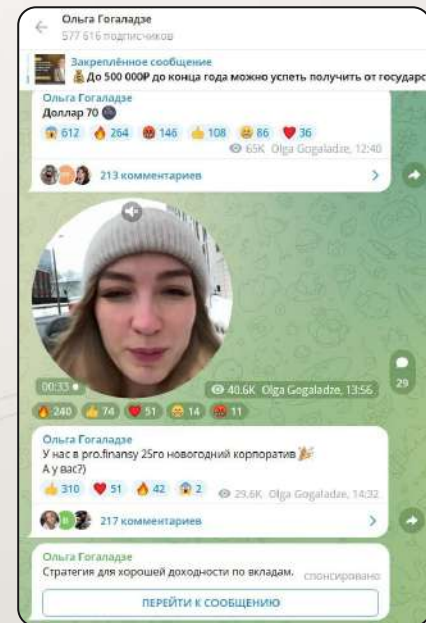 Ольга Гогаладзе
577 616 подписчиков
Закреплённое сообщение
💰До 500 000₽ до конца года можно успеть получить от государс
Ольга Гогаладзе
Доллар 70 🌚
😱 612 🔥 264 🤬 146 👍 108 😁 86 ❤ 36
65K Olga Gogaladze, 12:40
213 комментариев
00:33
40.6K Olga Gogaladze, 13:56
29
🔥 240 👍 74 ❤ 51 😁 14 🤬 11
Ольга Гогаладзе
У нас в pro.finansy 25го новогодний корпоратив 🎉
А у вас?)
👍 310 ❤ 51 🔥 42 😱 2
29.6K Olga Gogaladze, 14:32
217 комментариев
Ольга Гогаладзе
Стратегия для хорошей доходности по вкладам.
спонсировано
ПЕРЕЙТИ К СООБЩЕНИЮ